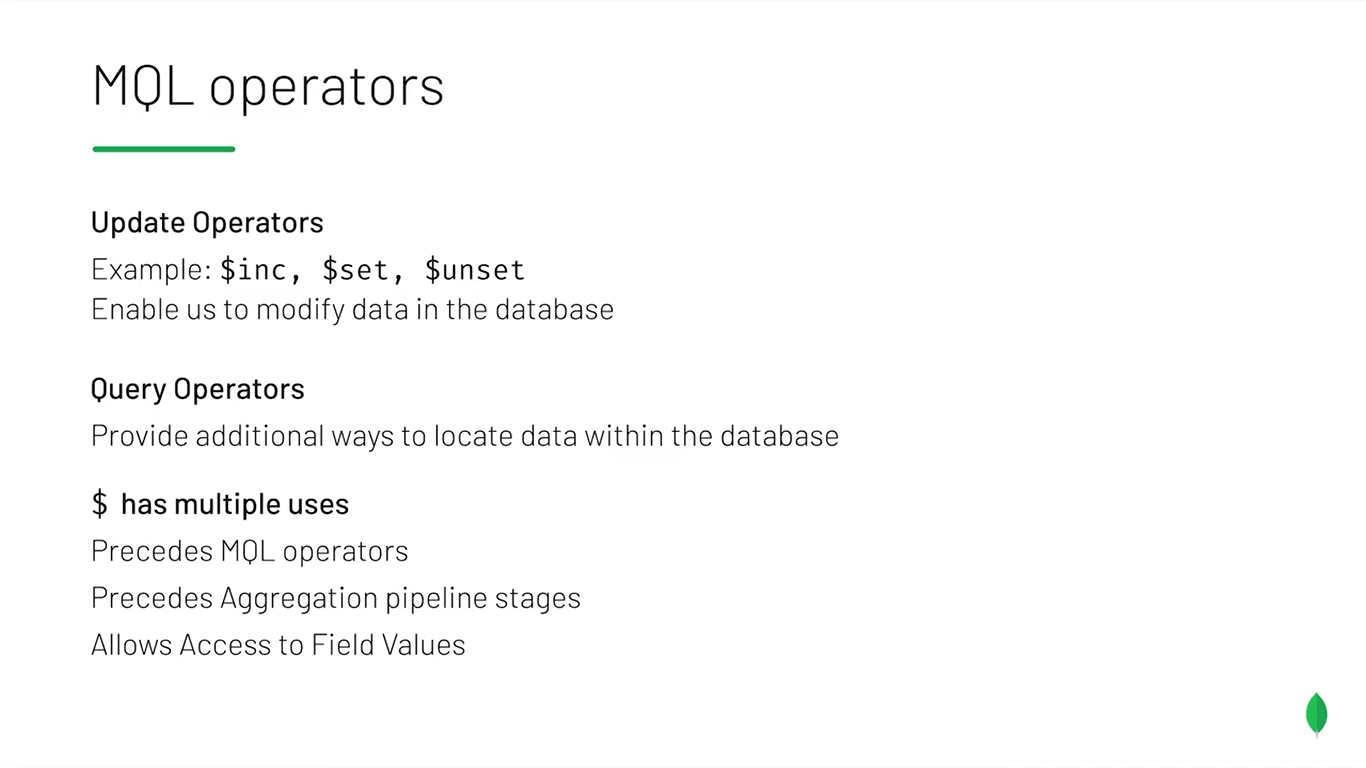 MQL operators
Update Operators
Example: $inc, $set, $unset
Enable us to modify data in the database
Query Operators
Provide additional ways to locate data within the database
$ has multiple uses
Precedes MQL operators
Precedes Aggregation pipeline stages
Allows Access to Field Values